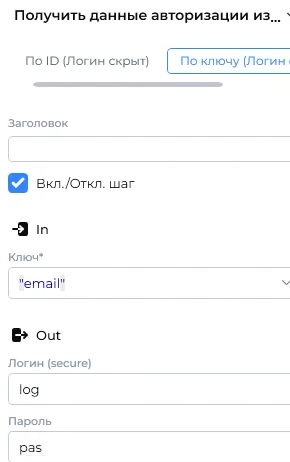 Получить данные авторизации из...
По ID (Логин скрыт)
По ключу (Логин
Заголовок
Вкл./Откл. шаг
In
Ключ*
"email"
Out
Логин (secure)
log
Пароль
pas